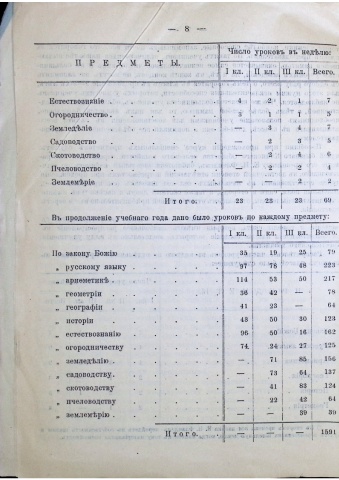 — 8 —
ПРЕДМЕТЫ. Число уроковъ въ недѣлю:
I кл. II кл. III кл. Всего.
Естествознаніе 4 2 1 7
Огородничество 3 1 1 5
Земледѣліе — 3 4 7
Садоводство — 2 3 5
Скотоводство — 2 4 6
Пчеловодство — 2 2 4
Землемѣріе — — 2 2
Итого. 23 23 23 69
Въ продолженіе учебнаго года дано было уроковъ по каждому предмету:
I кл. II кл. III кл. Всего.
По закону Божію 35 19 25 79
„ русскому языку 97 78 48 223
„ ариѳметикѣ 114 53 50 217
„ геометріи 36 42 — 78
„ географіи 41 23 — 64
„ исторіи 43 50 30 123
„ естествознанію 96 50 16 162
„ огородничеству 74 24 27 125
„ земледѣлію — 71 85 156
„ садоводству — 73 64 137
„ скотоводству — 41 83 124
„ пчеловодству — 22 42 64
„ землемѣрію — — 39 39
Итого — — — 1591